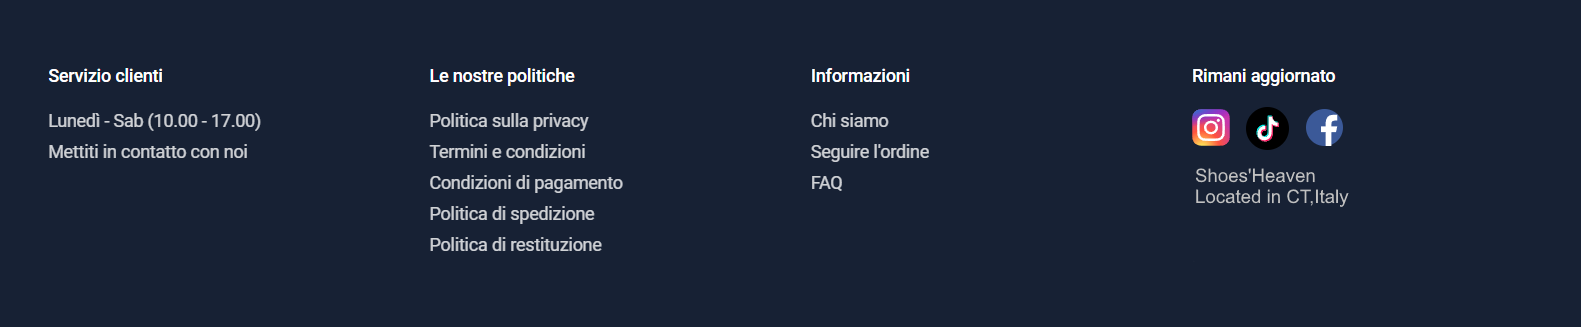 Servizio clienti
Lunedì - Sab (10.00 - 17.00)
Mettiti in contatto con noi
Le nostre politiche
Politica sulla privacy
Termini e condizioni
Condizioni di pagamento
Politica di spedizione
Politica di restituzione
Informazioni
Chi siamo
Seguire l'ordine
FAQ
Rimani aggiornato
Shoes'Heaven
Located in CT,Italy